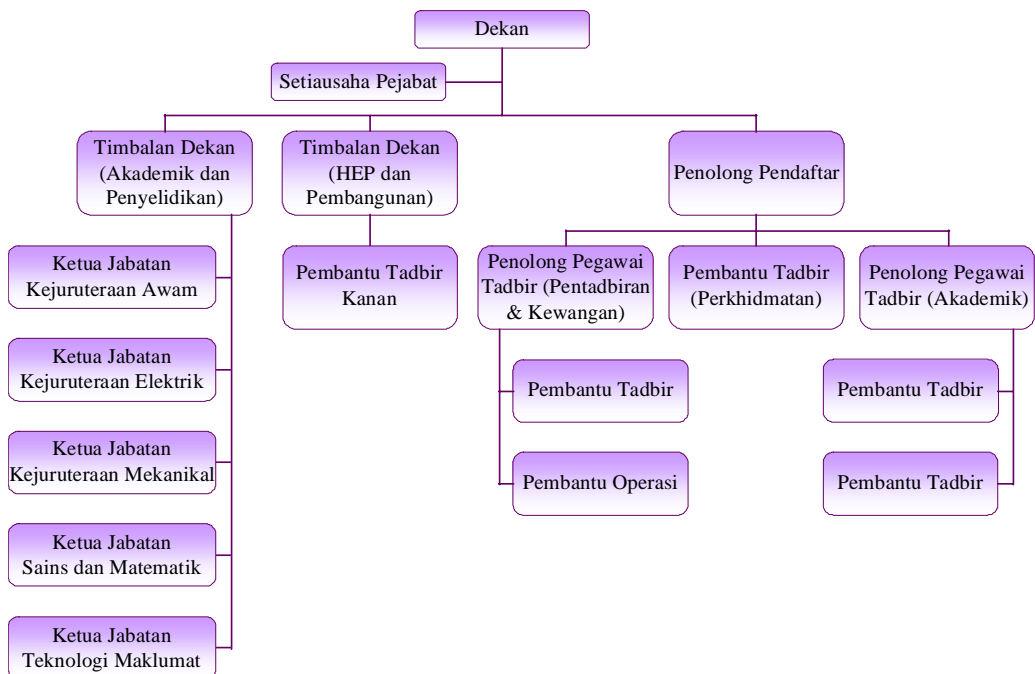 Dekan
Setiausaha Pejabat
Timbalan Dekan
(Akademik dan
Penyelidikan)
Timbalan Dekan
(HEP dan
Pembangunan)
Penolong Pendaftar
Ketua Jabatan
Kejuruteraan Awam
Ketua Jabatan
Kejuruteraan Elektrik
Ketua Jabatan
Kejuruteraan Mekanikal
Ketua Jabatan
Sains dan Matematik
Ketua Jabatan
Teknologi Maklumat
Pembantu Tadbir
Kanan
Penolong Pegawai
Tadbir (Pentadbiran
& Kewangan)
Pembantu Tadbir
(Perkhidmatan)
Penolong Pegawai
Tadbir (Akademik)
Pembantu Tadbir
Pembantu Operasi
Pembantu Tadbir
Pembantu Tadbir